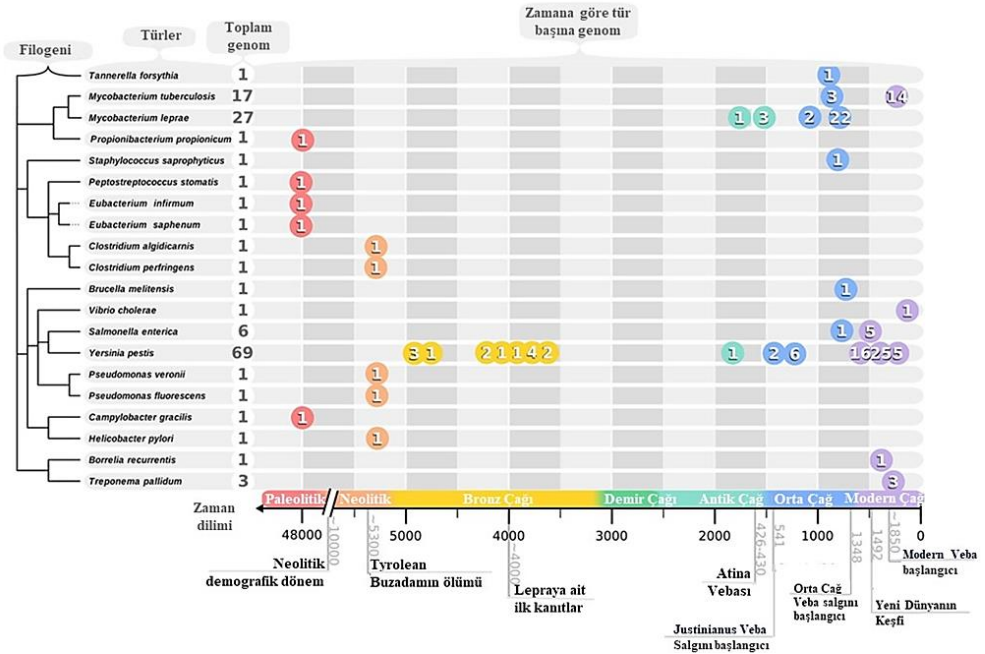 Zamana göre tür
başına genom
Toplam
genom
Türler
Filogeni
Tannerella forsythia 1 1
Mycobacterium tuberculosis 17 3 14
Mycobacterium leprae 27 1 3 2 22
Propionibacterium propionicum 1 1
Staphylococcus saprophyticus 1 1
Peptostreptococcus stomatis 1 1
Eubacterium infirmum 1 1
Eubacterium saphenum 1 1
Clostridium algidicarnis 1 1
Clostridium perfringens 1 1
Brucella melitensis 1 1
Vibrio cholerae 1 1
Salmonella enterica 6 1 5
Yersinia pestis 69 3 1 2 1 1 4 2 1 2 6 16 25 5
Pseudomonas veronii 1 1
Pseudomonas fluorescens 1 1
Campylobacter gracilis 1 1
Helicobacter pylori 1 1
Borrelia recurrentis 1 1
Treponema pallidum 3 3
Paleolitik Neolitik Bronz Çağı Demir Çağı Antik Çağ Orta Çağ Modern Çağ
Zaman
dilimi
48000 5000 4000 3000 2000 1000 0
~10000 ~5300 ~4000 426-430 541 1348 1492 ~1850
Neolitik
demografik dönem
Tyrolean
Buzadamın ölümü
Lepraya ait
ilk kanıtlar
Atina
Vebası
Justinianus Veba
Salgını başlangıcı
Orta Çağ
Veba salgını
başlangıcı
Yeni Dünyanın
Keşfi
Modern Veba
başlangıcı